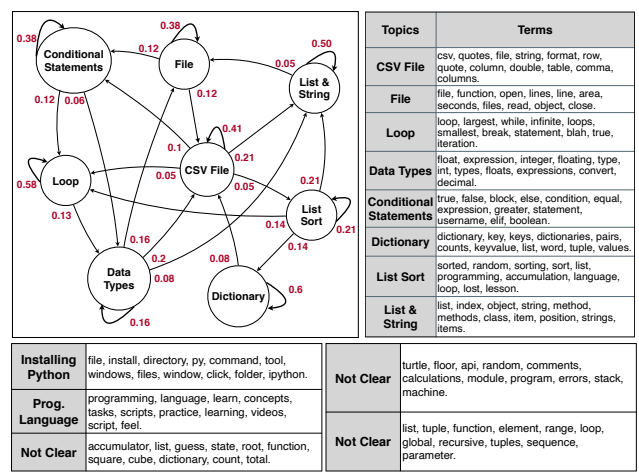 0.38
Conditional
Statements
0.12
0.06
0.38
File
0.12
0.12
0.50
List &
String
0.05
0.41
CSV File
0.1
0.21
0.05
0.05
0.58
Loop
0.13
0.21
List
Sort
0.21
0.14
0.14
Data
Types
0.16
0.2
0.08
0.16
0.08
Dictionary
0.6
Topics Terms
CSV File
csv, quotes, file, string, format, row,
quote, column, double, table, comma,
columns.
File
file, function, open, lines, line, area,
seconds, files, read, object, close.
Loop
loop, largest, while, infinite, loops,
smallest, break, statement, blah, true,
iteration.
Data Types
float, expression, integer, floating, type,
int, types, floats, expressions, convert,
decimal.
Conditional
Statements
true, false, block, else, condition, equal,
expression, greater, statement,
username, elif, boolean.
Dictionary
dictionary, key, keys, dictionaries, pairs,
counts, keyvalue, list, word, tuple, values.
List Sort
sorted, random, sorting, sort, list,
programming, accumulation, language,
loop, lost, lesson.
List &
String
list, index, object, string, method,
methods, class, item, position, strings,
items.
Installing
Python
file, install, directory, py, command, tool,
windows, files, window, click, folder, ipython.
Prog.
Language
programming, language, learn, concepts,
tasks, scripts, practice, learning, videos,
script, feel.
Not Clear
accumulator, list, guess, state, root, function,
square, cube, dictionary, count, total.
Not Clear
turtle, floor, api, random, comments,
calculations, module, program, errors, stack,
machine.
Not Clear
list, tuple, function, element, range, loop,
global, recursive, tuples, sequence,
parameter.